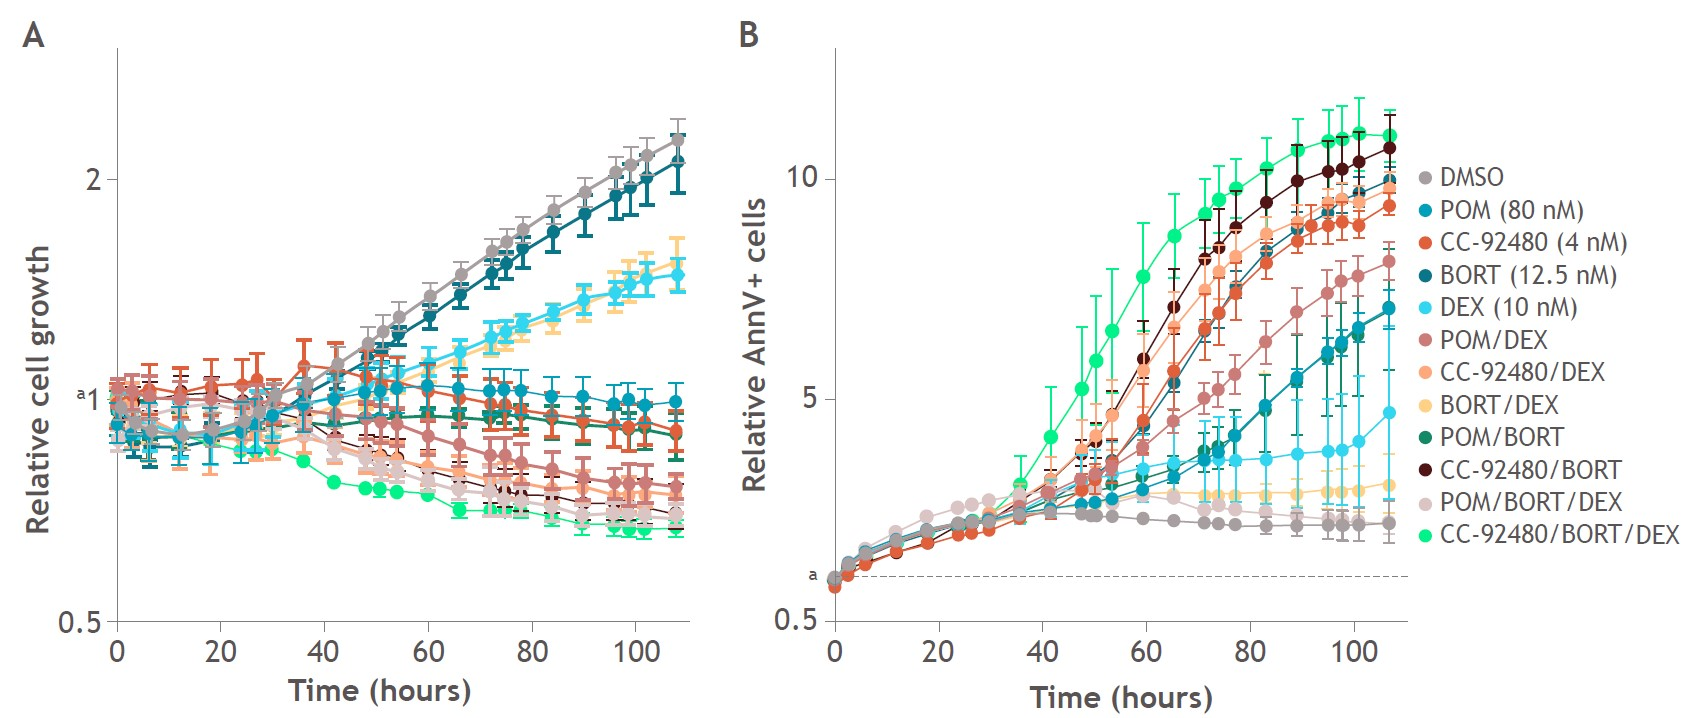 A
Relative cell growth
2
a
1
0.5
0
20
40
60
80
100
Time (hours)
B
Relative AnnV+ cells
10
5
a
0.5
0
20
40
60
80
100
Time (hours)
DMSO
POM (80 nM)
CC-92480 (4 nM)
BORT (12.5 nM)
DEX (10 nM)
POM/DEX
CC-92480/DEX
BORT/DEX
POM/BORT
CC-92480/BORT
POM/BORT/DEX
CC-92480/BORT/DEX